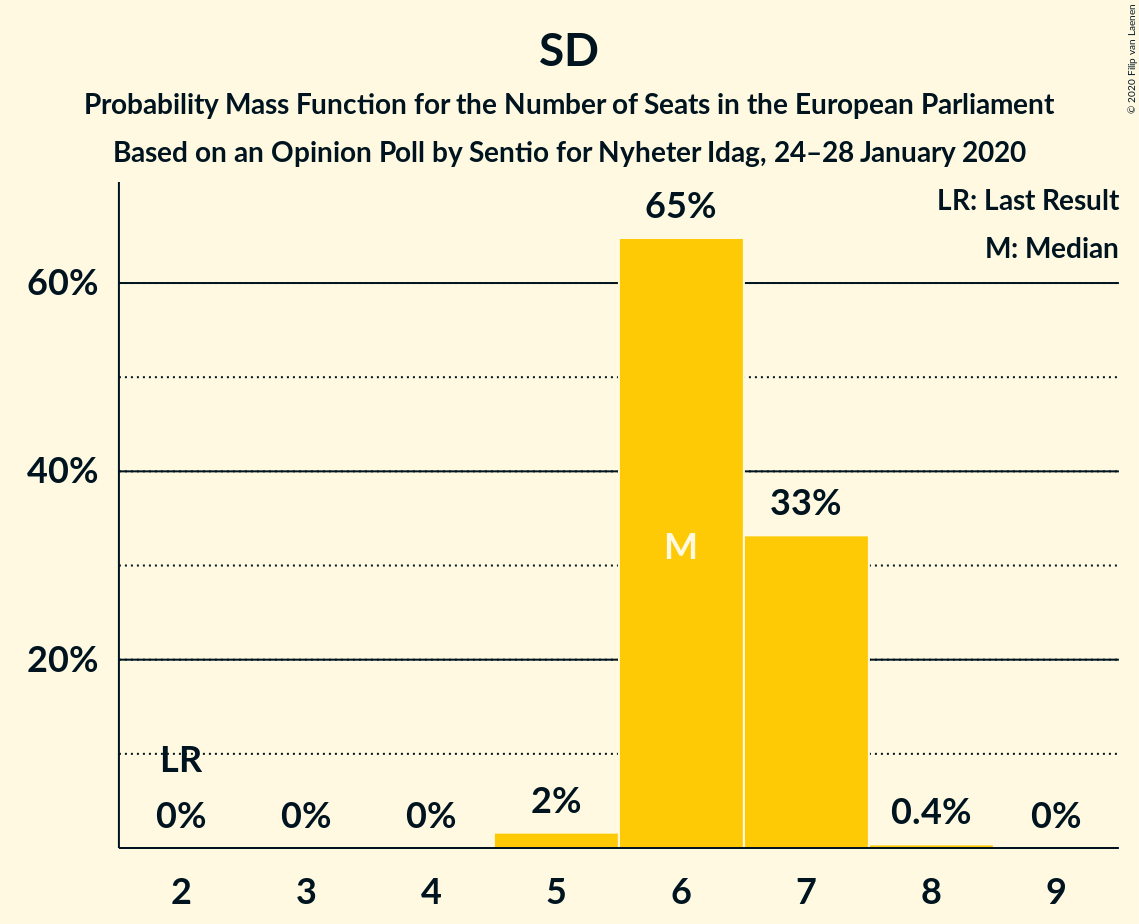 SD
Probability Mass Function for the Number of Seats in the European Parliament
Based on an Opinion Poll by Sentio for Nyheter Idag, 24–28 January 2020
© 2020 Filip van Laenen
LR: Last Result
M: Median
65%
60%
40%
33%
M
20%
LR
0%
0%
0%
2%
0.4%
0%
2 3 4 5 6 7 8 9